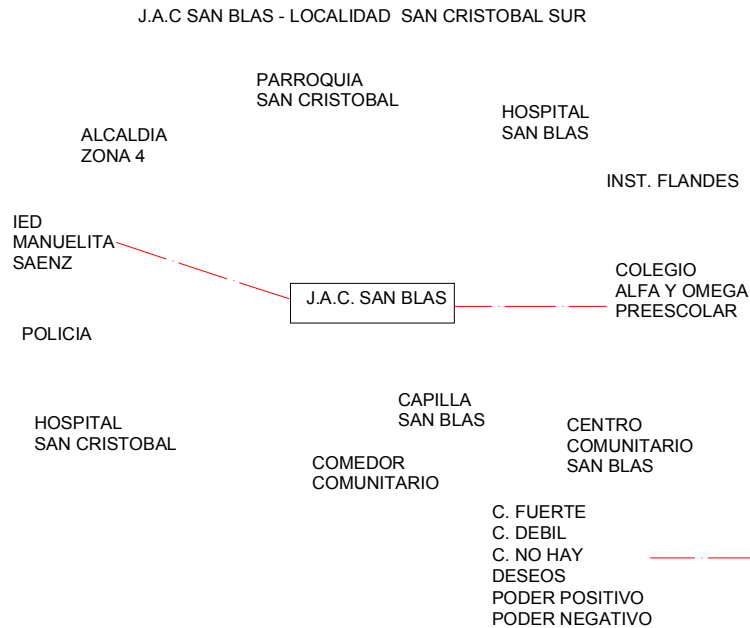 J.A.C SAN BLAS - LOCALIDAD SAN CRISTOBAL SUR
PARROQUIA
SAN CRISTOBAL
HOSPITAL
SAN BLAS
ALCALDIA
ZONA 4
INST. FLANDES
IED
MANUELITA
SAENZ
COLEGIO
ALFA Y OMEGA
PREESCOLAR
J.A.C. SAN BLAS
POLICIA
CAPILLA
SAN BLAS
HOSPITAL
SAN CRISTOBAL
CENTRO
COMUNITARIO
SAN BLAS
COMEDOR
COMUNITARIO
C. FUERTE
C. DEBIL
C. NO HAY
DESEOS
PODER POSITIVO
PODER NEGATIVO